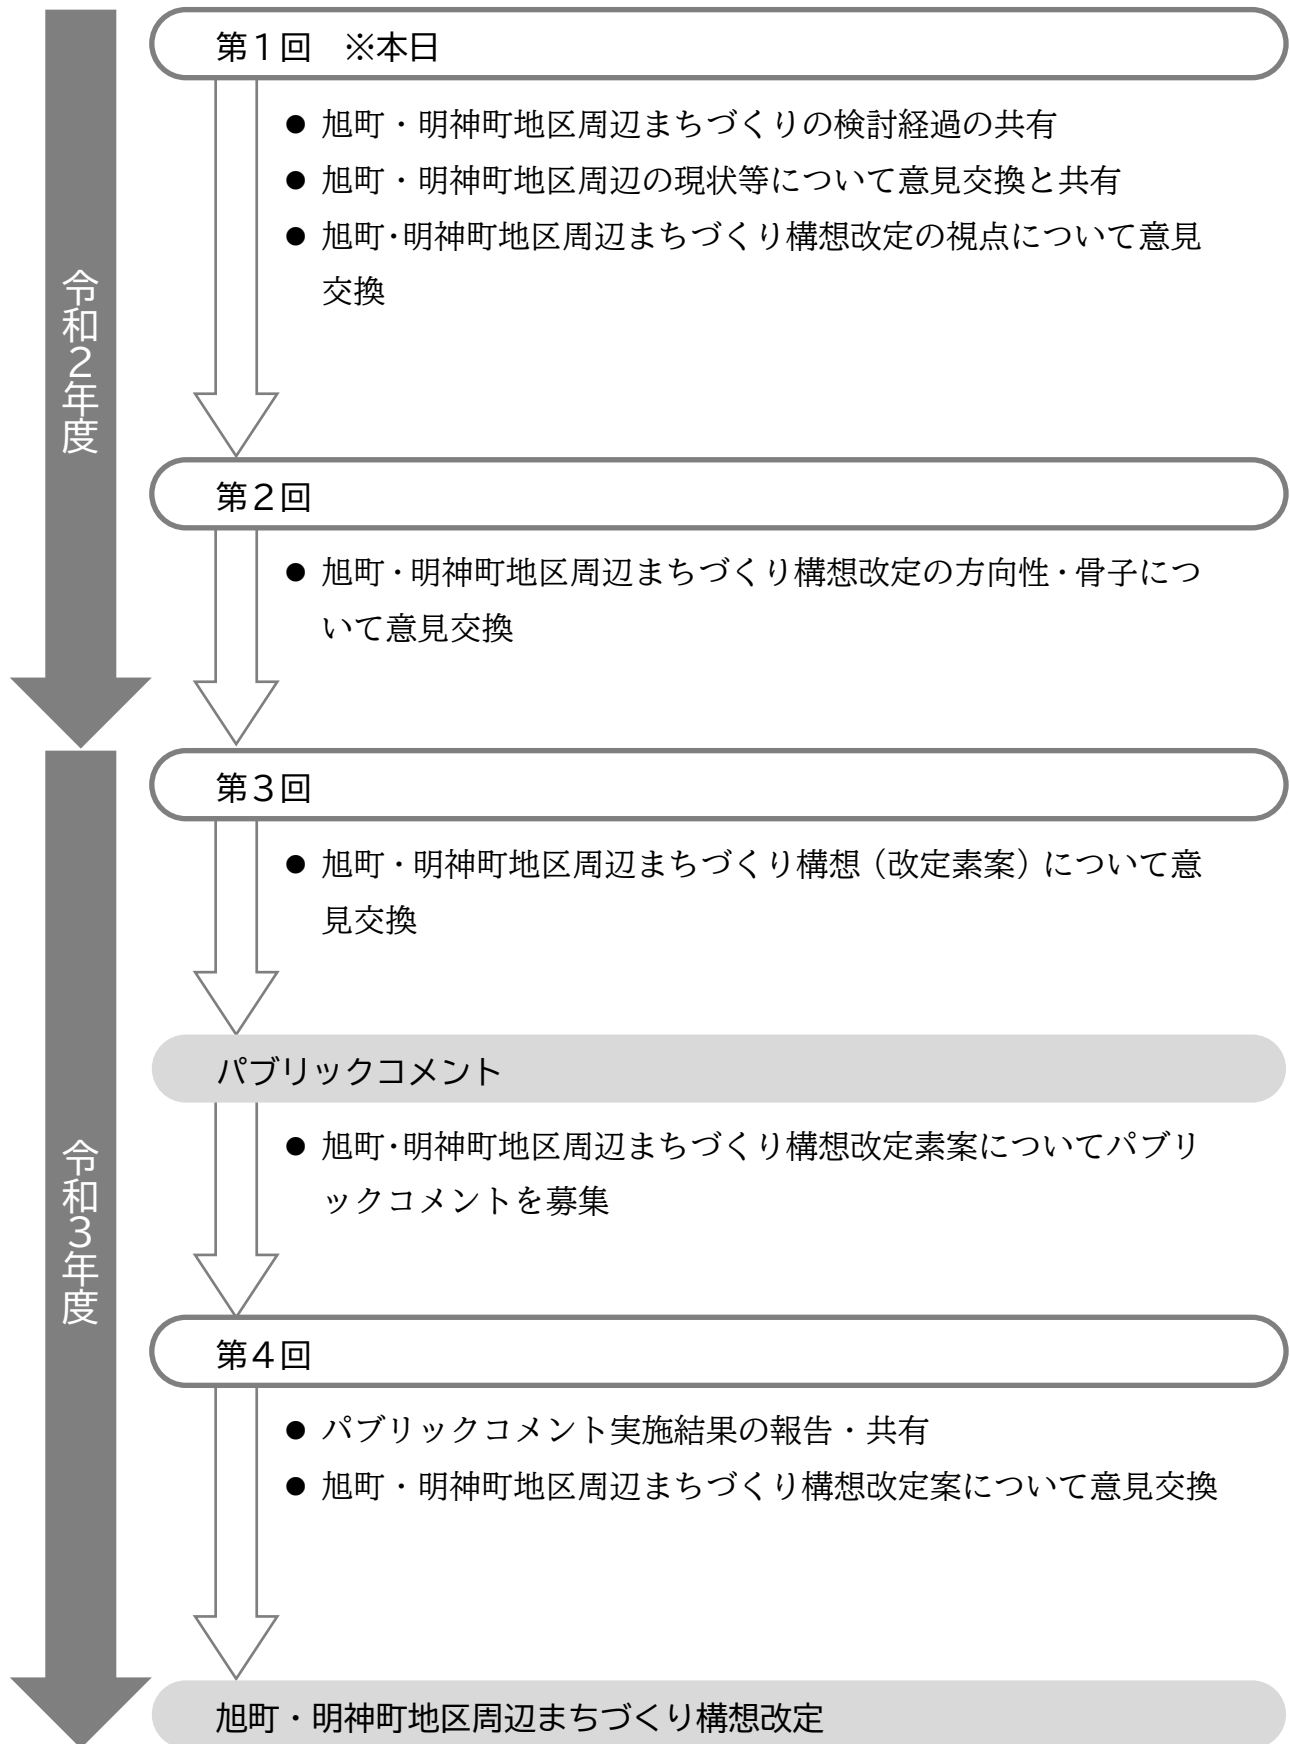 令和2年度
第1回　※本日
● 旭町・明神町地区周辺まちづくりの検討経過の共有
● 旭町・明神町地区周辺の現状等について意見交換と共有
● 旭町・明神町地区周辺まちづくり構想改定の視点について意見
交換
第2回
● 旭町・明神町地区周辺まちづくり構想改定の方向性・骨子につ
いて意見交換
令和3年度
第3回
● 旭町・明神町地区周辺まちづくり構想（改定素案）について意
見交換
パブリックコメント
● 旭町・明神町地区周辺まちづくり構想改定素案についてパブリ
ックコメントを募集
第4回
● パブリックコメント実施結果の報告・共有
● 旭町・明神町地区周辺まちづくり構想改定案について意見交換
旭町・明神町地区周辺まちづくり構想改定